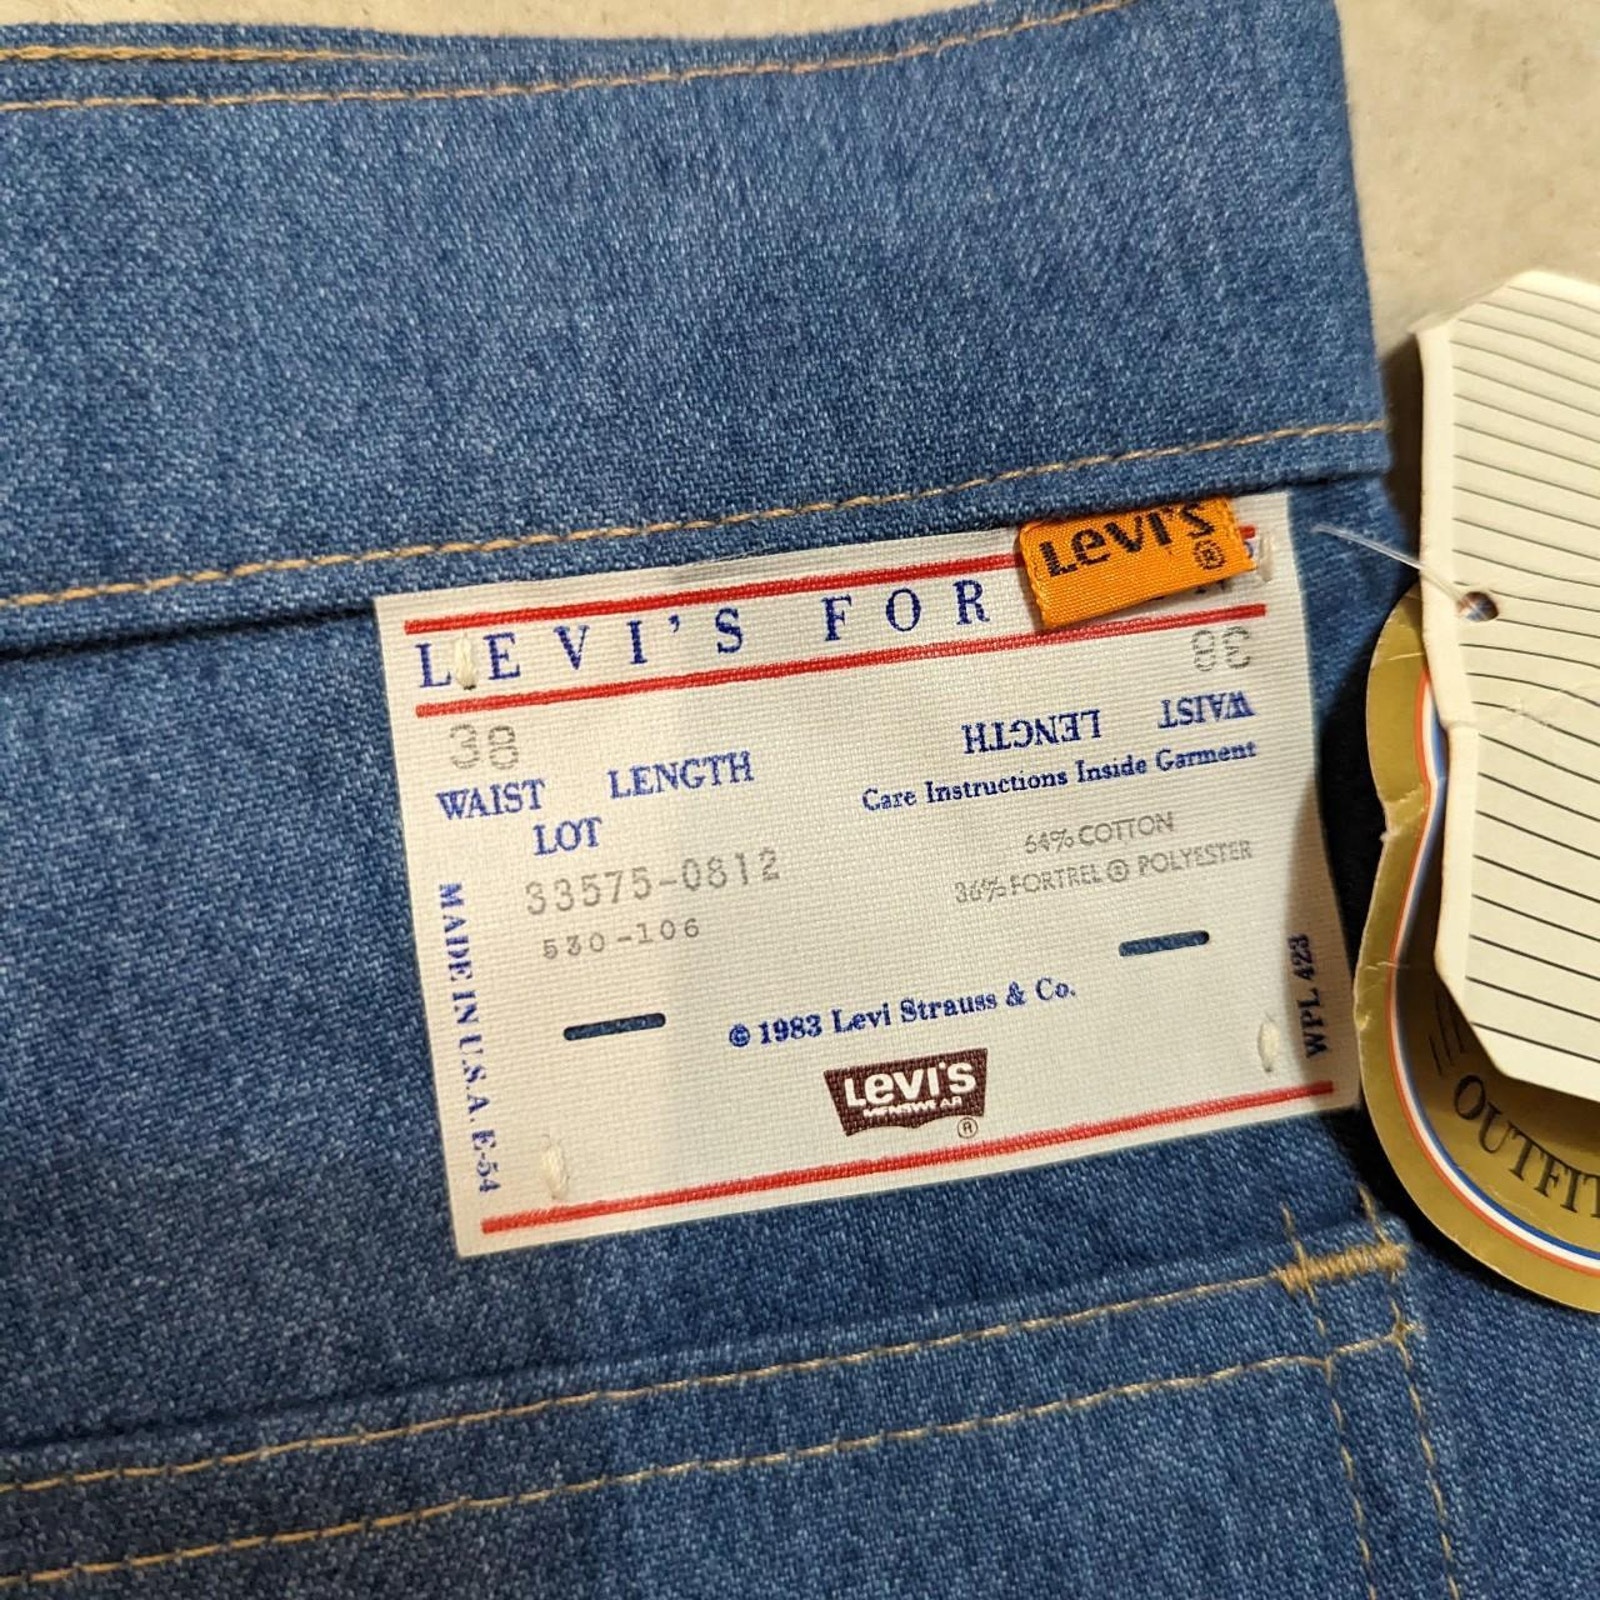 Levi's ®
LEVI'S FOR
38
38
WAIST LENGTH
WAIST LENGTH
Care Instructions Inside Garment
LOT
64% COTTON
33575-0812
36% FORTREL® POLYESTER
530-106
MADE IN U.S.A. E-54
WPL 423
© 1983 Levi Strauss & Co.
Levi's
MENSWEAR
®
OUTFIT